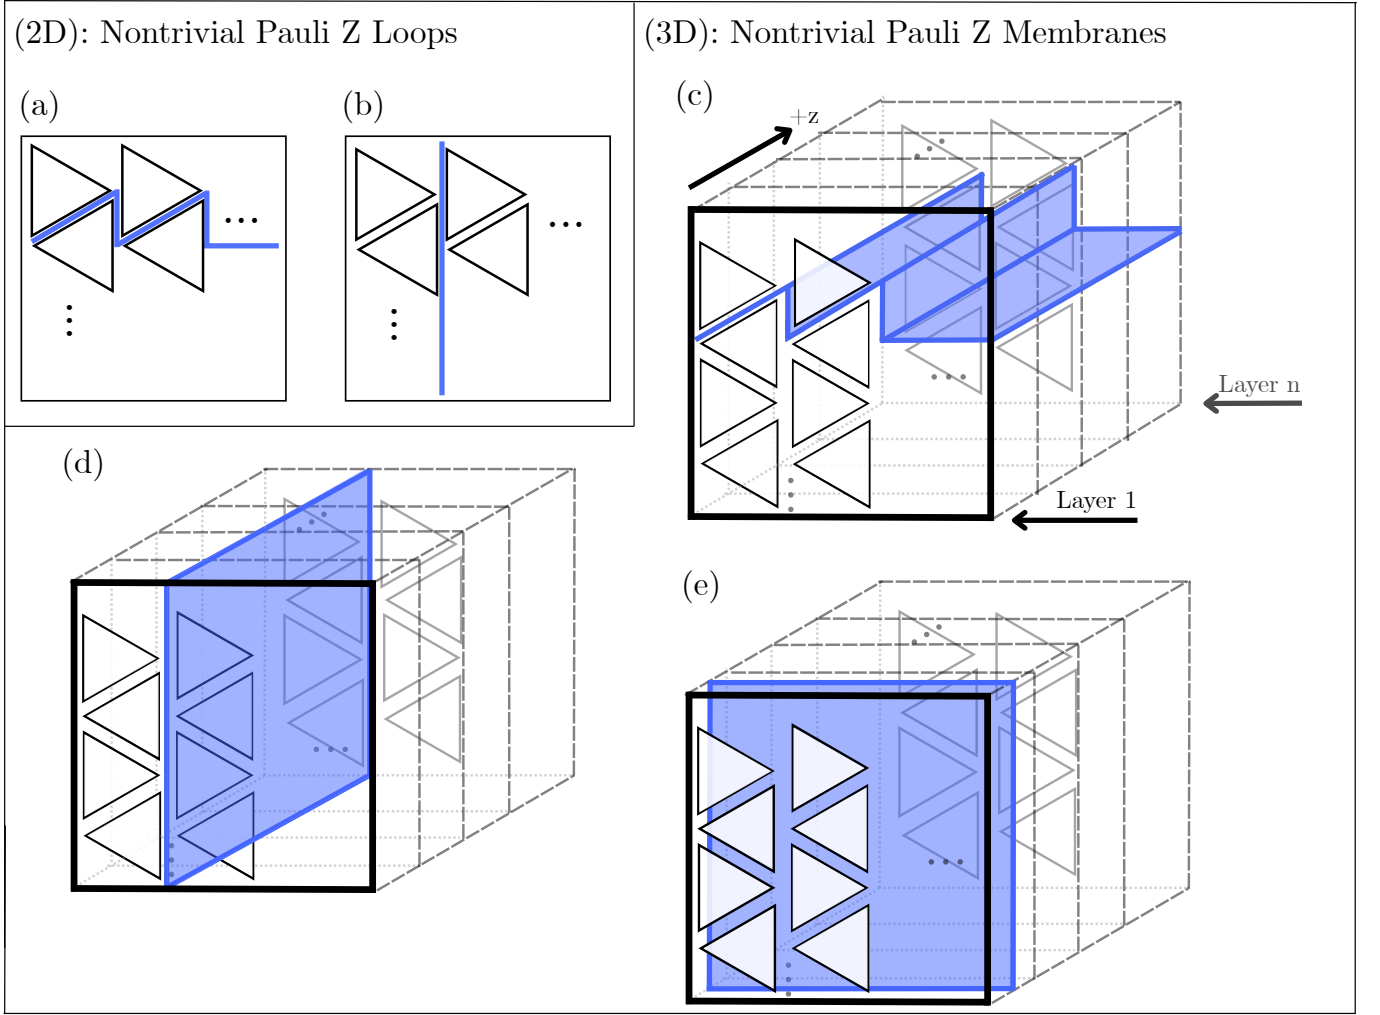 (2D): Nontrivial Pauli Z Loops
(3D): Nontrivial Pauli Z Membranes
(a)
(b)
(c)
+z
Layer n
Layer 1
(d)
(e)